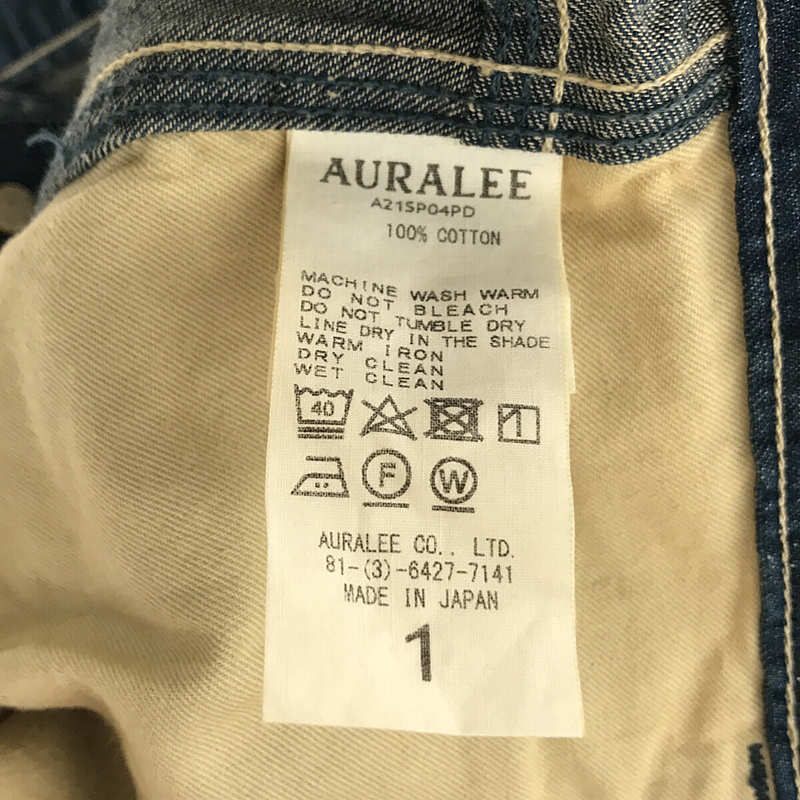 AURALEE
A21SP04PD
100% COTTON
MACHINE WASH WARM
DO NOT BLEACH
DO NOT TUMBLE DRY
LINE DRY IN THE SHADE
WARM IRON
DRY CLEAN
WET CLEAN
40
F W
AURALEE CO., LTD.
81-(3)-6427-7141
MADE IN JAPAN
1